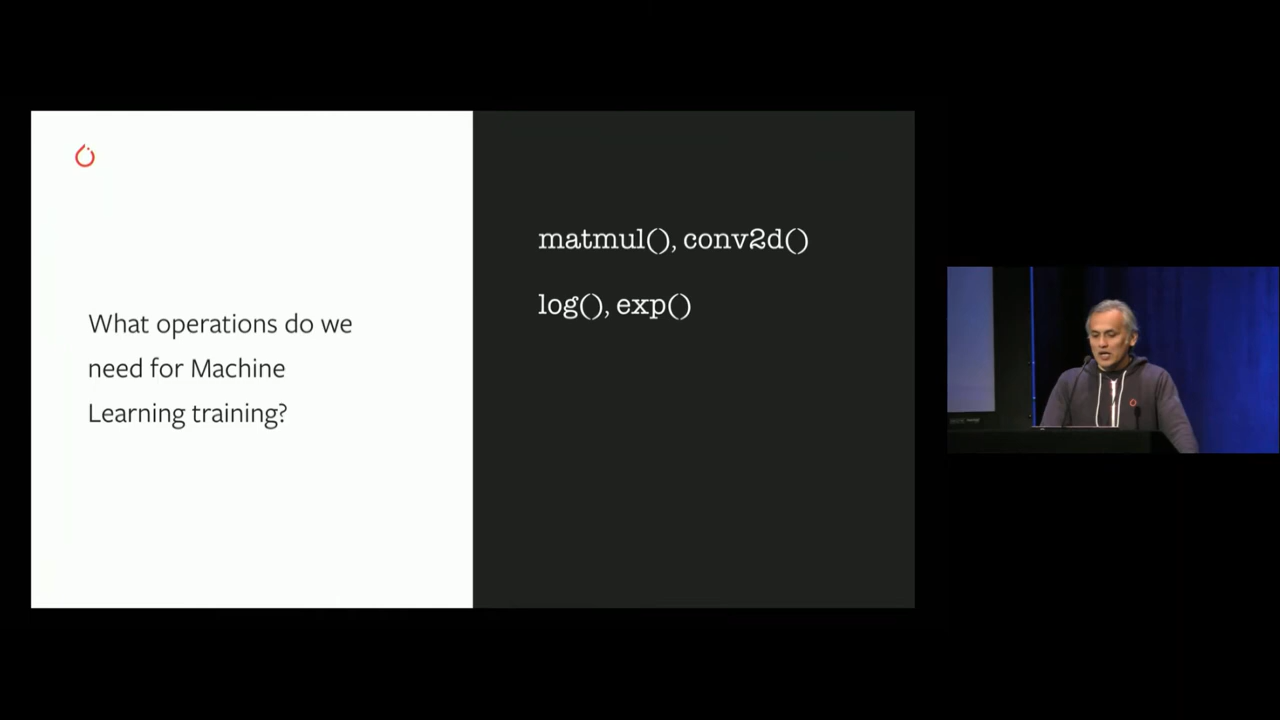 What operations do we
need for Machine
Learning training?
matmul(), conv2d()
log(), exp()